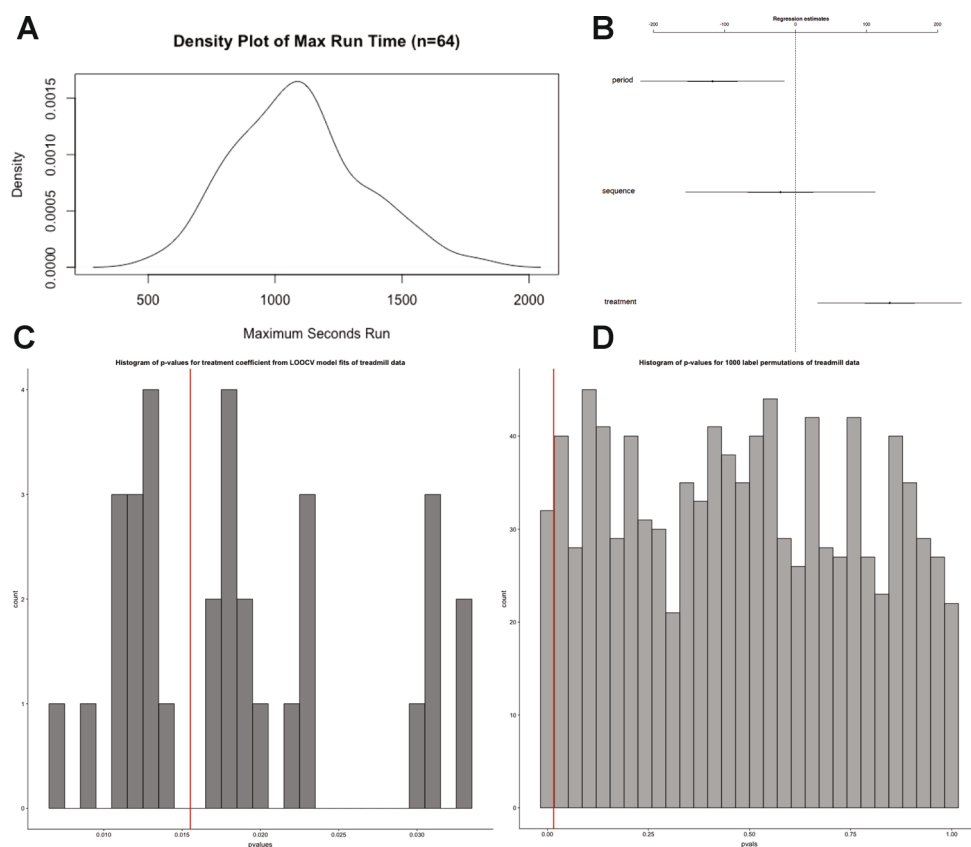 A
Density Plot of Max Run Time (n=64)
0.0000 0.0005 0.0010 0.0015
Density
500 1000 1500 2000
Maximum Seconds Run
B
Regression estimates
-200 -100 0 100 200
period
sequence
treatment
C
Histogram of p-values for treatment coefficient from LOOCV model fits of treadmill data
4
3
2
1
0
count
0.010 0.015 0.020 0.025 0.030
pvalues
D
Histogram of p-values for 1000 label permutations of treadmill data
40
30
20
10
0
count
0.00 0.25 0.50 0.75 1.00
pvals